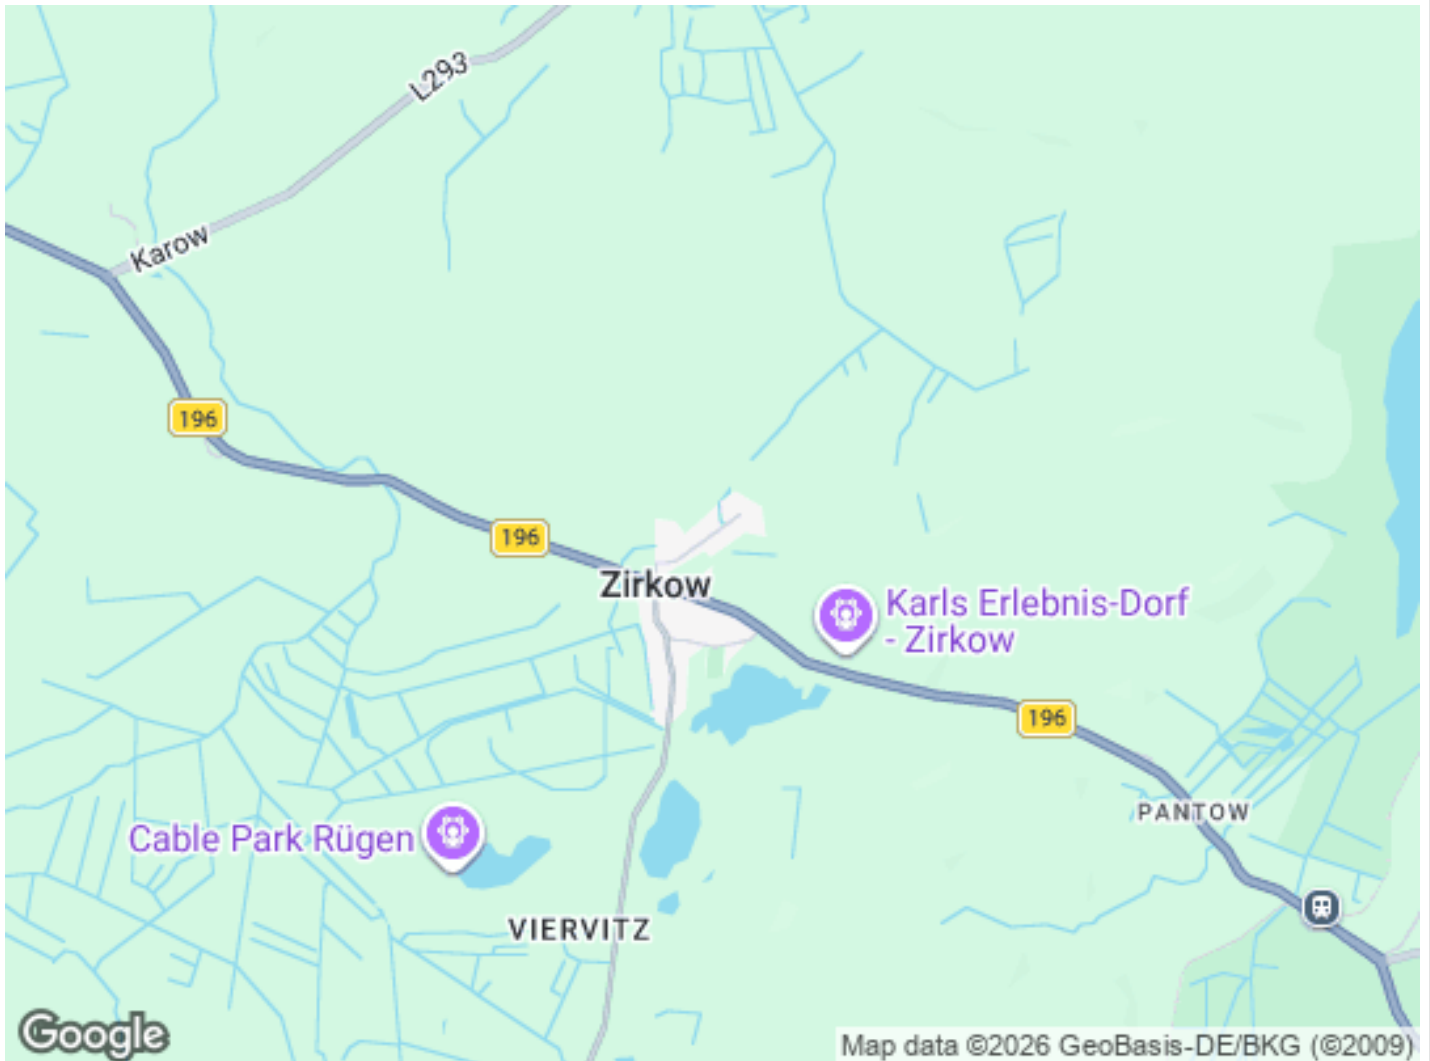 L293
Karow
196
196
Zirkow
Karls Erlebnis-Dorf
- Zirkow
196
PANTOW
Cable Park Rügen
VIERVITZ
Google
Map data ©2026 GeoBasis-DE/BKG (©2009)